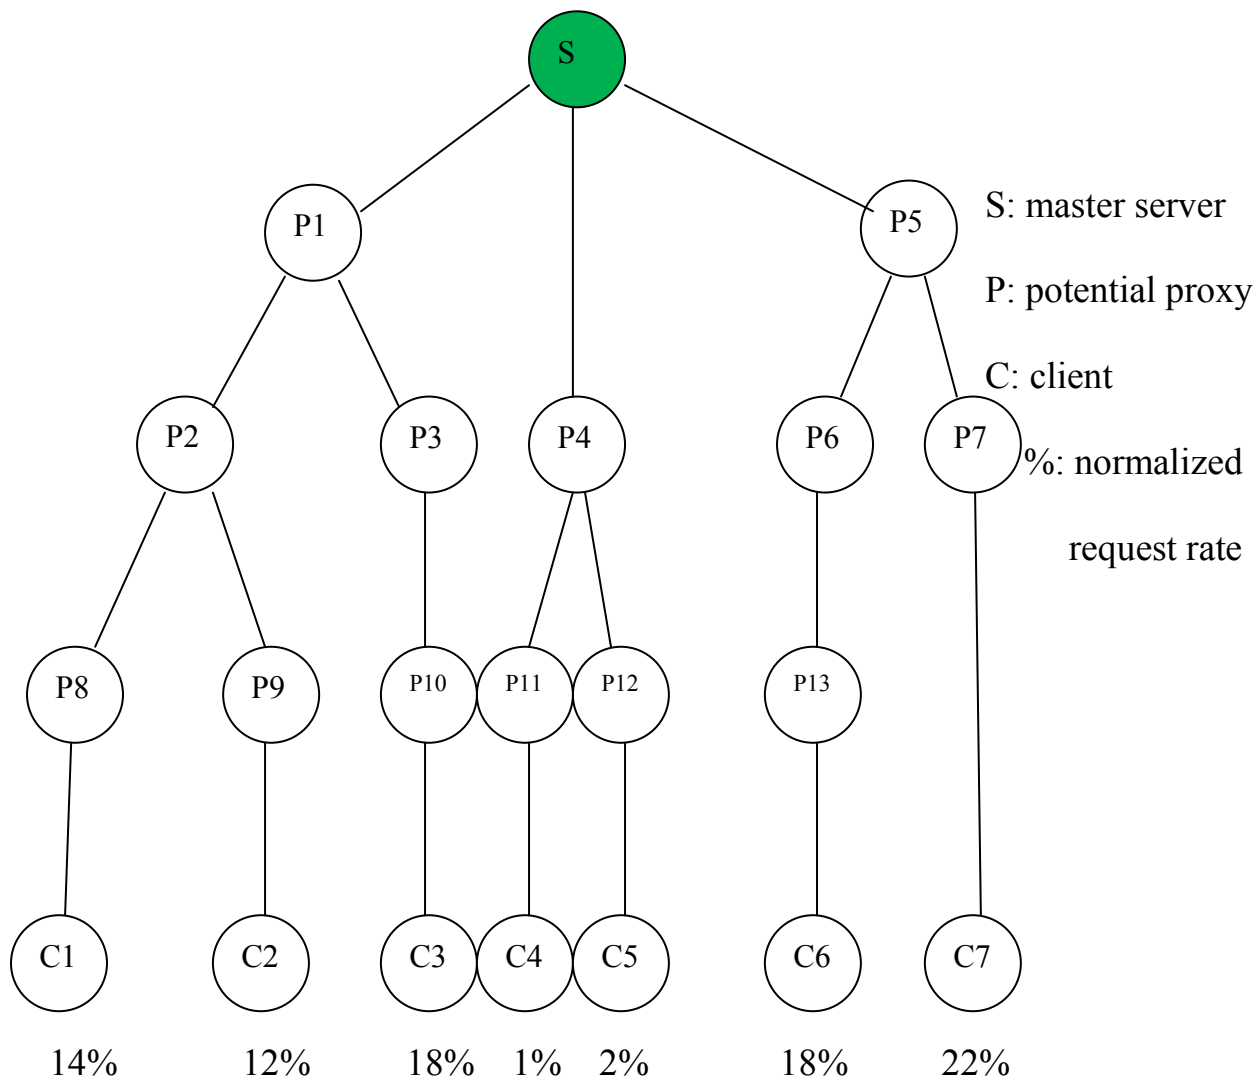 S
P1
P5
S: master server
P: potential proxy
C: client
P2
P3
P4
P6
P7
%: normalized
request rate
P8
P9
P10
P11
P12
P13
C1
C2
C3
C4
C5
C6
C7
14%
12%
18%
1%
2%
18%
22%